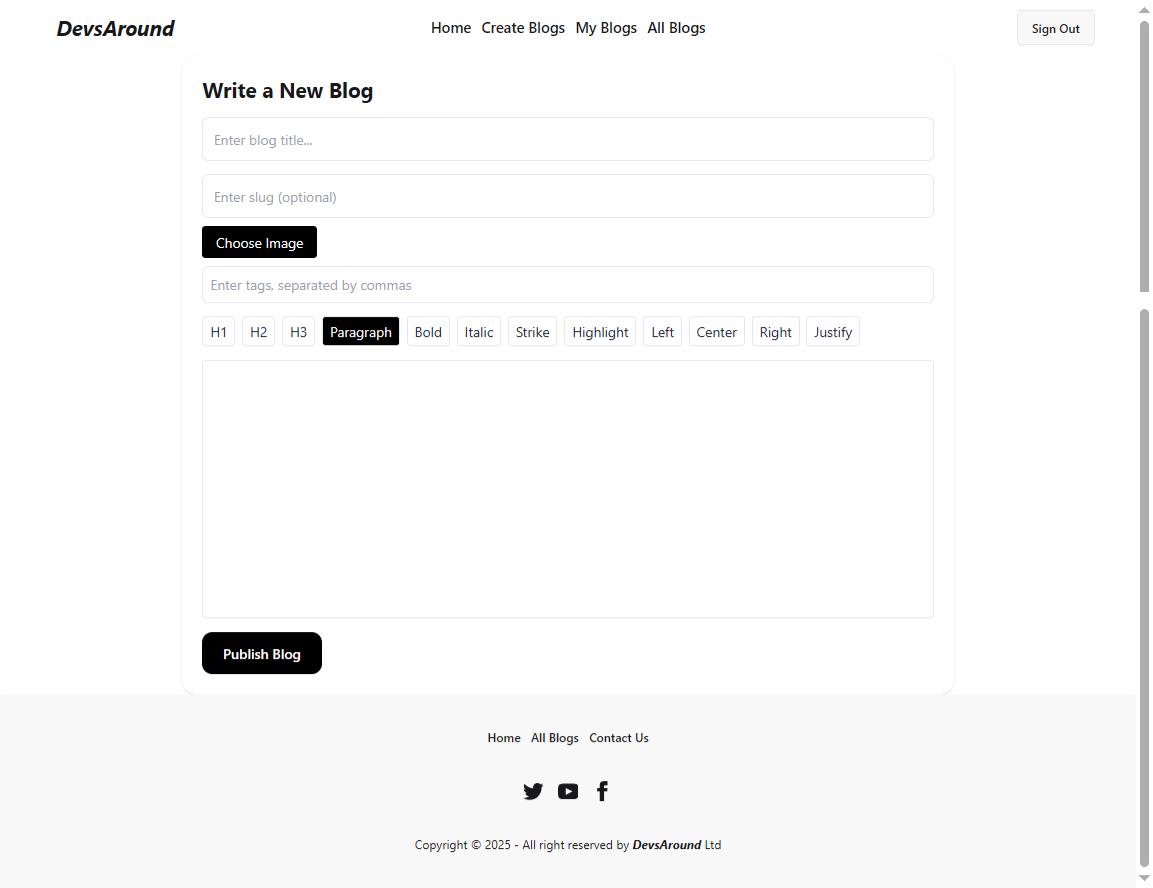 DevsAround Home Create Blogs My Blogs All Blogs Sign Out
Write a New Blog
Enter blog title...
Enter slug (optional)
Choose Image
Enter tags, separated by commas
H1 H2 H3 Paragraph Bold Italic Strike Highlight Left Center Right Justify
Publish Blog
Home All Blogs Contact Us
Copyright © 2025 - All right reserved by DevsAround Ltd